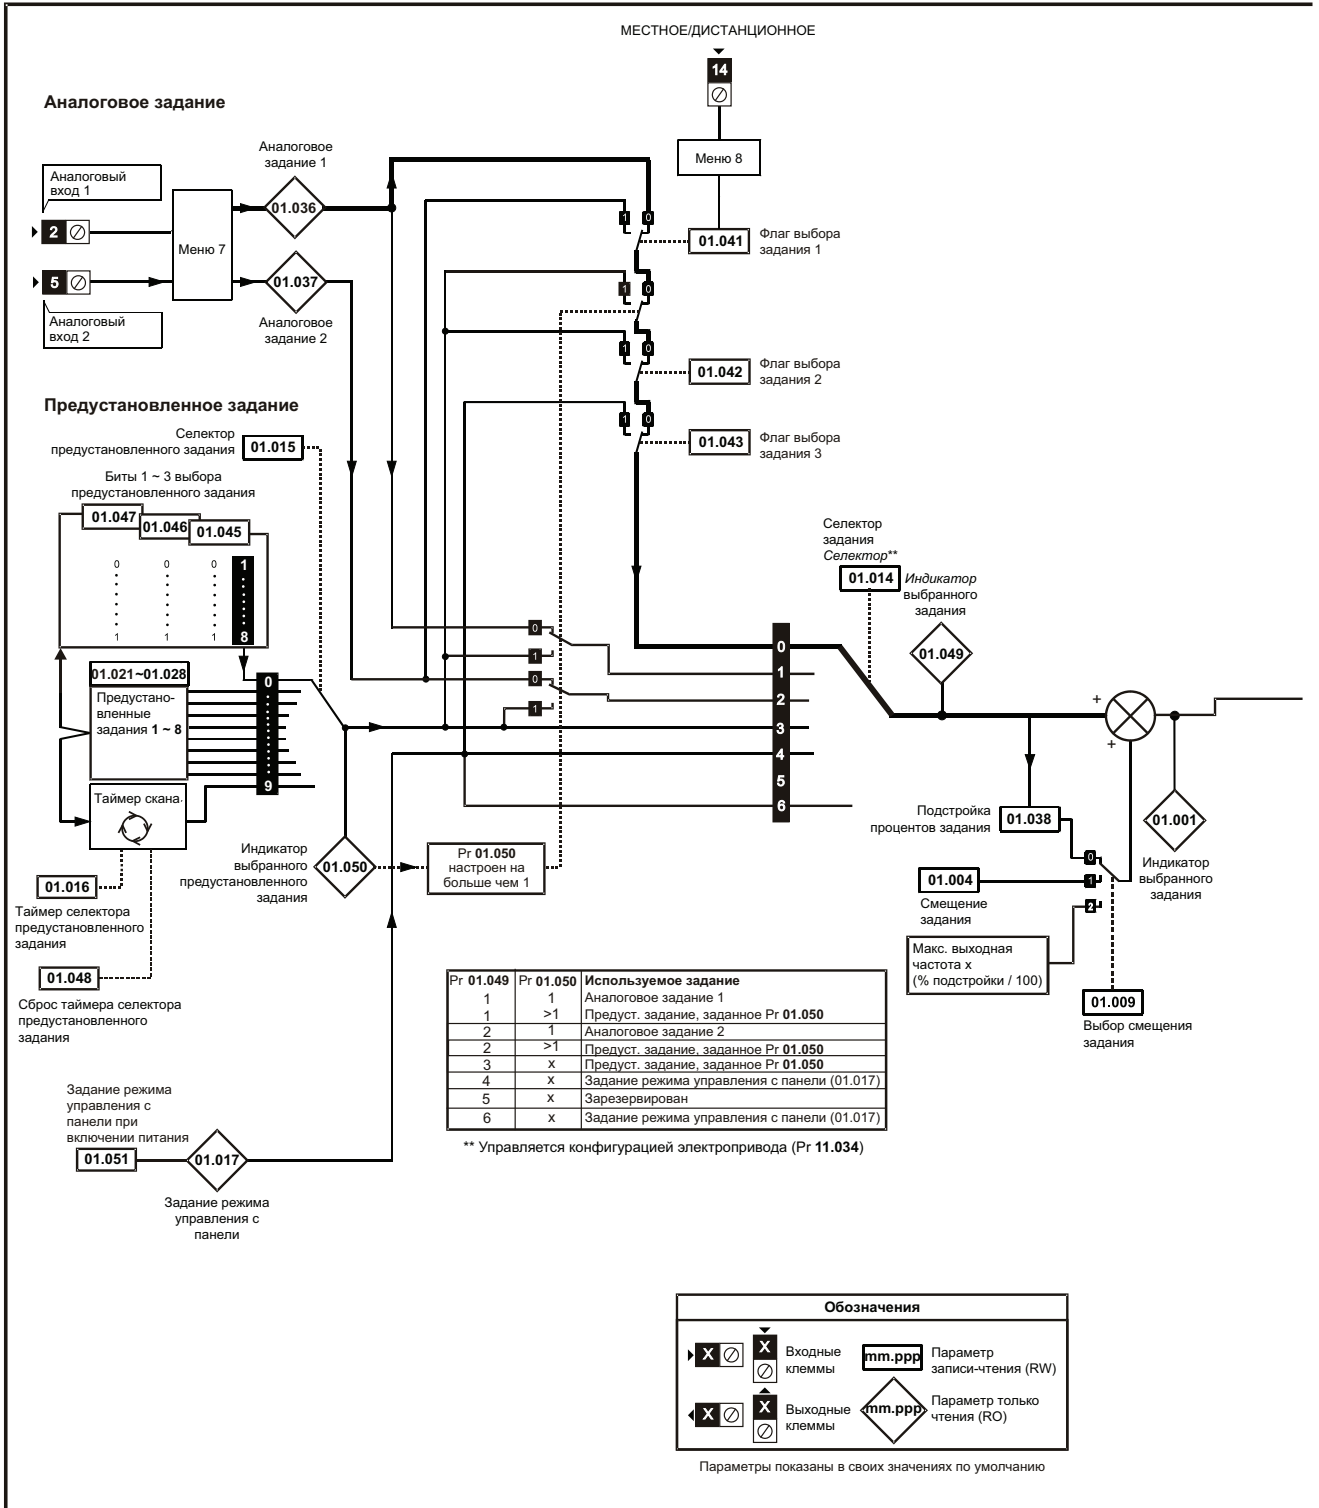 МЕСТНОЕ/ДИСТАНЦИОННОЕ
14
Меню 8
Аналоговое задание
Аналоговый
вход 1
2
5
Аналоговый
вход 2
Меню 7
Аналоговое
задание 1
01.036
01.037
Аналоговое
задание 2
1
0
01.041
Флаг выбора
задания 1
1
0
1
0
01.042
Флаг выбора
задания 2
1
0
01.043
Флаг выбора
задания 3
Предустановленное задание
Селектор
предустановленного задания
01.015
Биты 1 ~ 3 выбора
предустановленного задания
01.047
01.046
01.045
0 0 0 1
1 1 1 8
01.021~01.028
Предустано-
вленные
задания 1 ~ 8
0
9
Таймер скана
01.016
Таймер селектора
предустановленного
задания
01.048
Сброс таймера селектора
предустановленного
задания
Индикатор
выбранного
предустановленного
задания
01.050
Pr 01.050
настроен на
больше чем 1
0
1
0
1
0
1
2
3
4
5
6
Селектор
задания
Селектор**
01.014
Индикатор
выбранного
задания
01.049
+
+
Подстройка
процентов задания
01.038
01.001
Индикатор
выбранного
задания
0
1
2
01.004
Смещение
задания
Макс. выходная
частота x
(% подстройки / 100)
01.009
Выбор смещения
задания
Pr 01.049 Pr 01.050 Используемое задание
1 1 Аналоговое задание 1
1 >1 Предуст. задание, заданное Pr 01.050
2 1 Аналоговое задание 2
2 >1 Предуст. задание, заданное Pr 01.050
3 x Предуст. задание, заданное Pr 01.050
4 x Задание режима управления с панели (01.017)
5 x Зарезервирован
6 x Задание режима управления с панели (01.017)
** Управляется конфигурацией электропривода (Pr 11.034)
Задание режима
управления с
панели при
включении питания
01.051
01.017
Задание режима
управления с
панели
Обозначения
X
X
Входные
клеммы
mm.ppp
Параметр
записи-чтения (RW)
X
X
Выходные
клеммы
mm.ppp
Параметр только
чтения (RO)
Параметры показаны в своих значениях по умолчанию